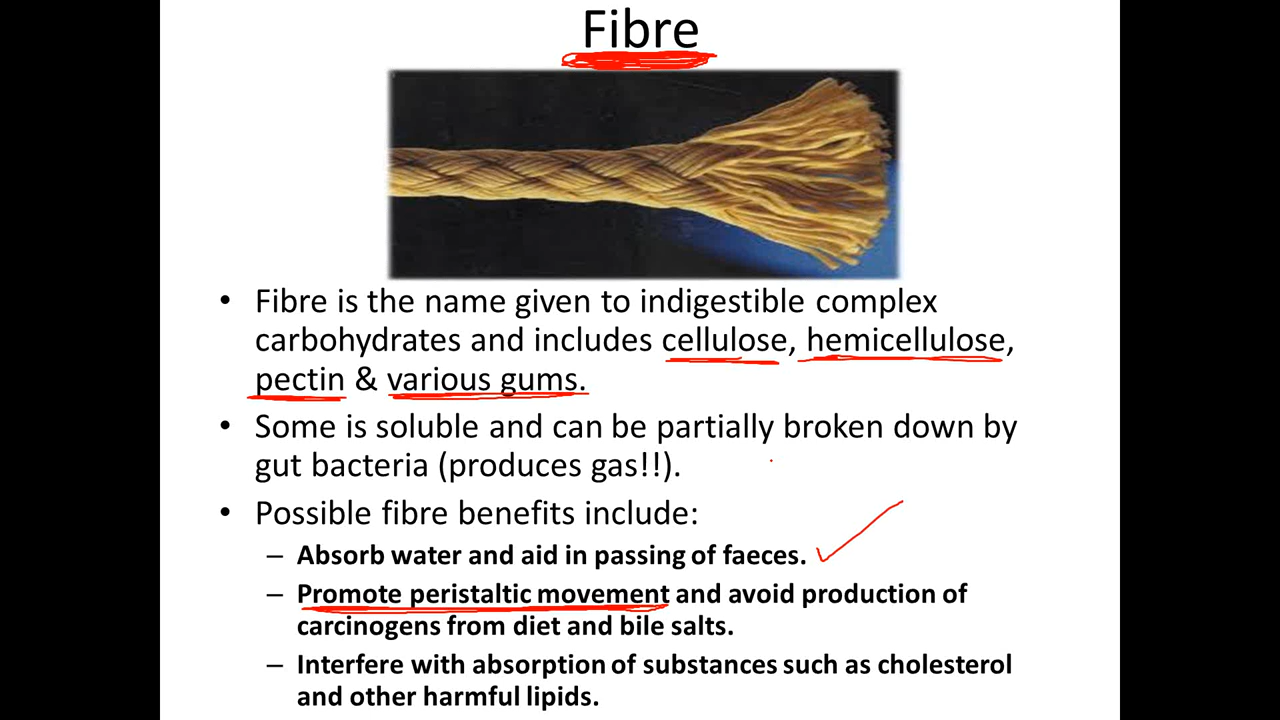 Fibre
• Fibre is the name given to indigestible complex
carbohydrates and includes cellulose, hemicellulose,
pectin & various gums.
• Some is soluble and can be partially broken down by
gut bacteria (produces gas!!).
• Possible fibre benefits include:
– Absorb water and aid in passing of faeces.
– Promote peristaltic movement and avoid production of
carcinogens from diet and bile salts.
– Interfere with absorption of substances such as cholesterol
and other harmful lipids.